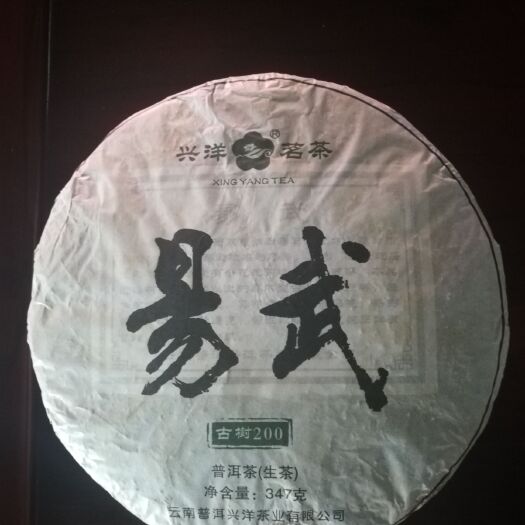 兴洋®茗茶
XING YANG TEA
易武
古树200
普洱茶(生茶)
净含量：347克
云南普洱兴洋茶业有限公司